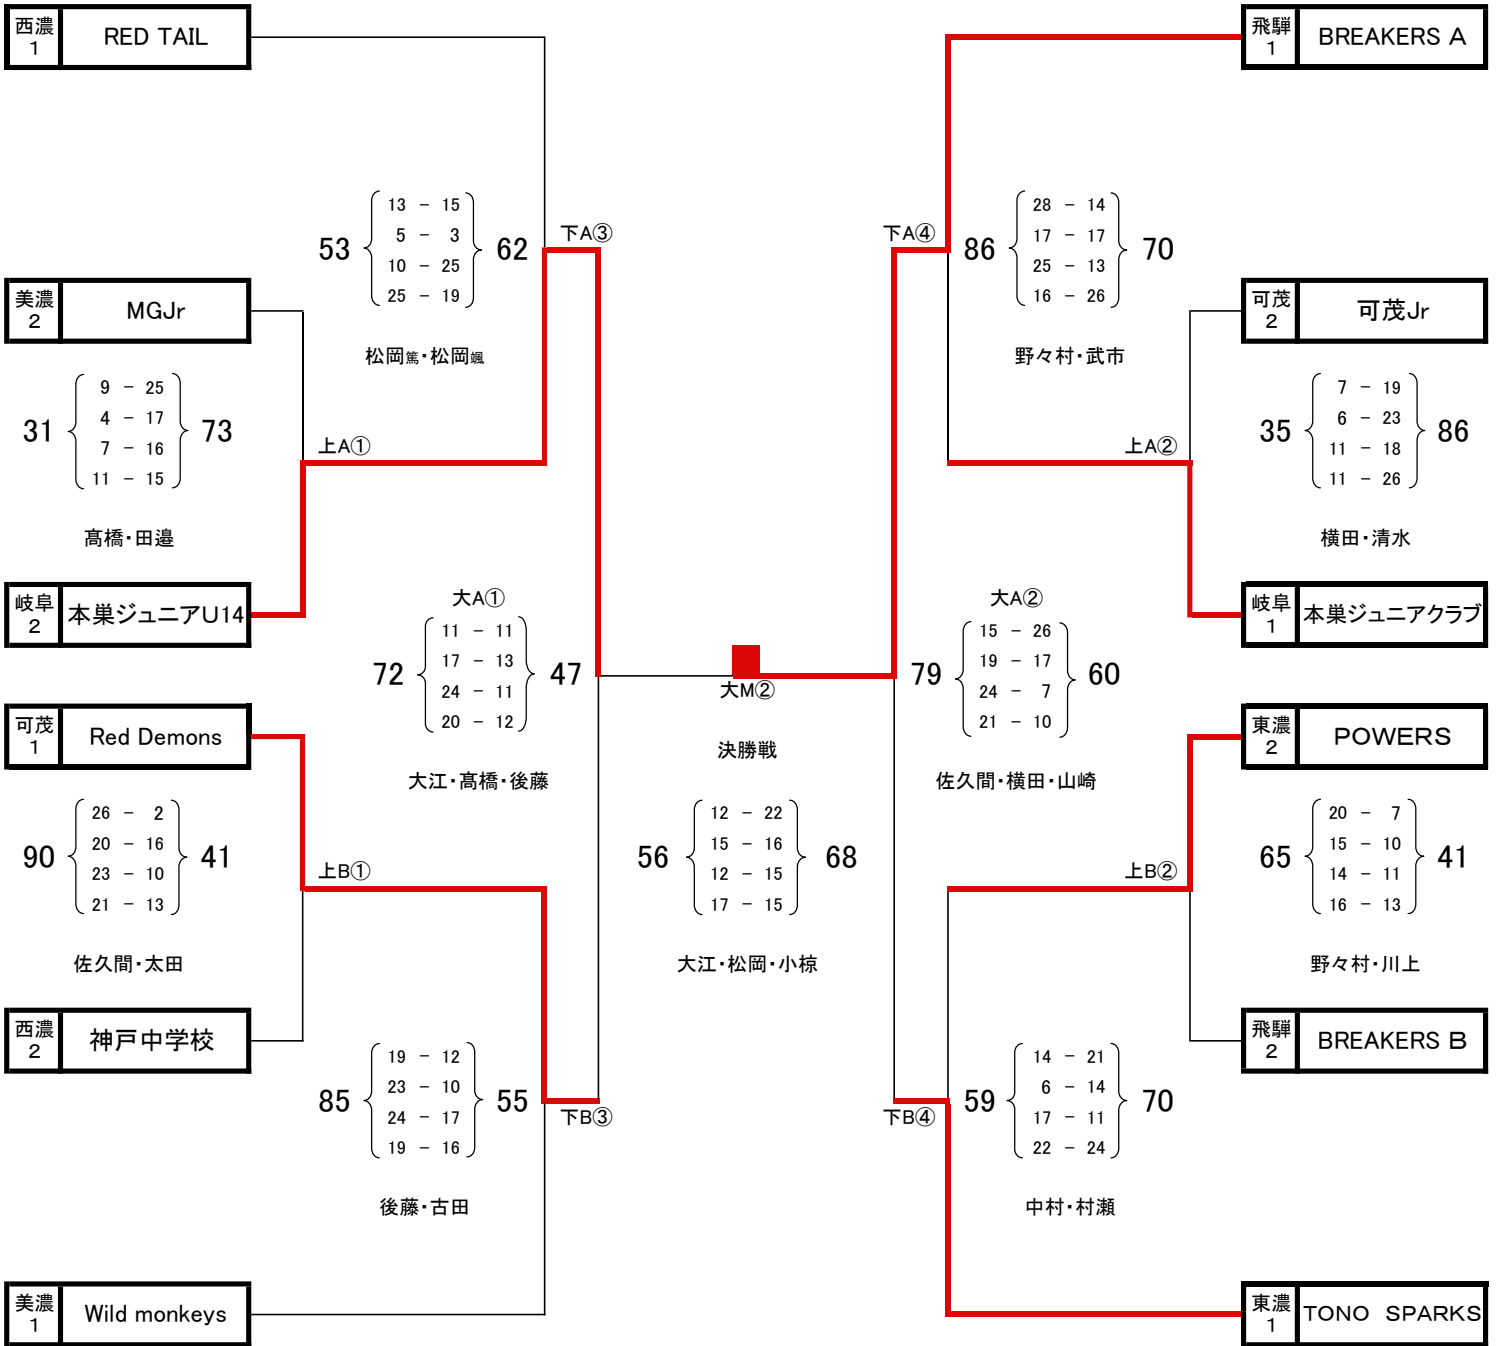 西濃
1
RED TAIL
飛騨
1
BREAKERS A
13 － 15
5 － 3
10 － 25
25 － 19
53
62
下A③
松岡篤・松岡颯
下A④
86
28 － 14
17 － 17
25 － 13
16 － 26
70
野々村・武市
美濃
2
MGJr
可茂
2
可茂Jr
31
9 － 25
4 － 17
7 － 16
11 － 15
73
上A①
髙橋・田邉
上A②
35
7 － 19
6 － 23
11 － 18
11 － 26
86
横田・清水
岐阜
2
本巣ジュニアU14
岐阜
1
本巣ジュニアクラブ
大A①
72
11 － 11
17 － 13
24 － 11
20 － 12
47
大江・髙橋・後藤
大A②
79
15 － 26
19 － 17
24 － 7
21 － 10
60
佐久間・横田・山崎
大M②
決勝戦
56
12 － 22
15 － 16
12 － 15
17 － 15
68
大江・松岡・小椋
可茂
1
Red Demons
東濃
2
POWERS
90
26 － 2
20 － 16
23 － 10
21 － 13
41
上B①
佐久間・太田
上B②
65
20 － 7
15 － 10
14 － 11
16 － 13
41
野々村・川上
西濃
2
神戸中学校
飛騨
2
BREAKERS B
85
19 － 12
23 － 10
24 － 17
19 － 16
55
下B③
後藤・古田
下B④
59
14 － 21
6 － 14
17 － 11
22 － 24
70
中村・村瀬
美濃
1
Wild monkeys
東濃
1
TONO SPARKS